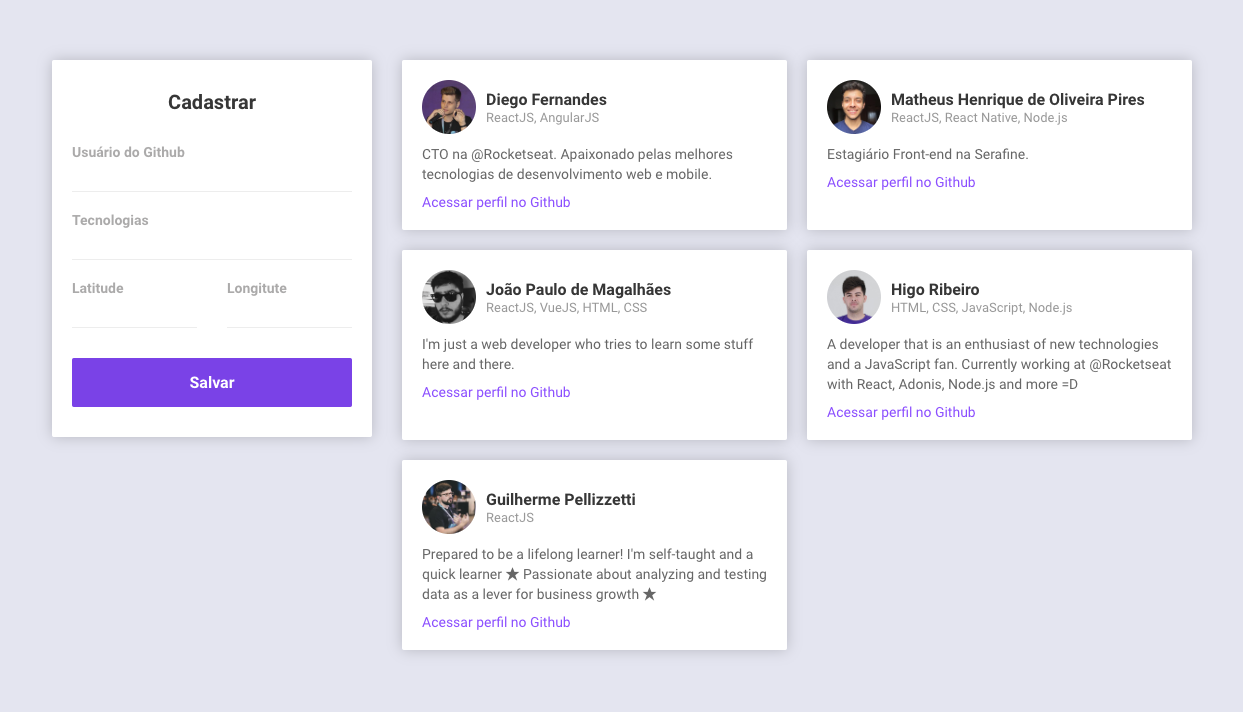 Cadastrar
Usuário do Github
Tecnologias
Latitude
Longitute
Salvar
Diego Fernandes
ReactJS, AngularJS
CTO na @Rocketseat. Apaixonado pelas melhores
tecnologias de desenvolvimento web e mobile.
Acessar perfil no Github
Matheus Henrique de Oliveira Pires
ReactJS, React Native, Node.js
Estagiário Front-end na Serafine.
Acessar perfil no Github
João Paulo de Magalhães
ReactJS, VueJS, HTML, CSS
I'm just a web developer who tries to learn some stuff
here and there.
Acessar perfil no Github
Higo Ribeiro
HTML, CSS, JavaScript, Node.js
A developer that is an enthusiast of new technologies
and a JavaScript fan. Currently working at @Rocketseat
with React, Adonis, Node.js and more =D
Acessar perfil no Github
Guilherme Pellizzetti
ReactJS
Prepared to be a lifelong learner! I'm self-taught and a
quick learner ★ Passionate about analyzing and testing
data as a lever for business growth ★
Acessar perfil no Github